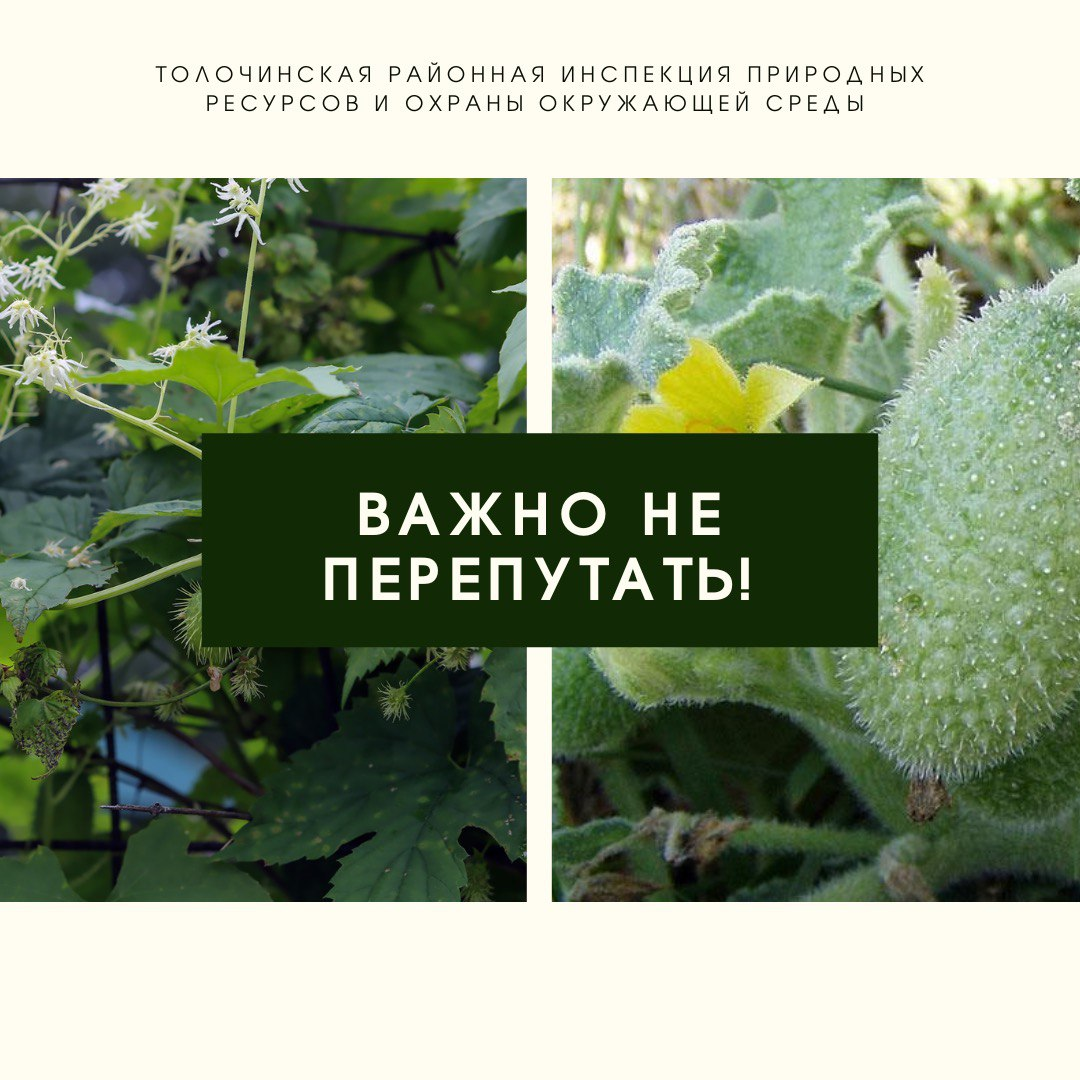 ТОЛОЧИНСКАЯ РАЙОННАЯ ИНСПЕКЦИЯ ПРИРОДНЫХ
РЕСУРСОВ И ОХРАНЫ ОКРУЖАЮЩЕЙ СРЕДЫ
ВАЖНО НЕ
ПЕРЕПУТАТЬ!